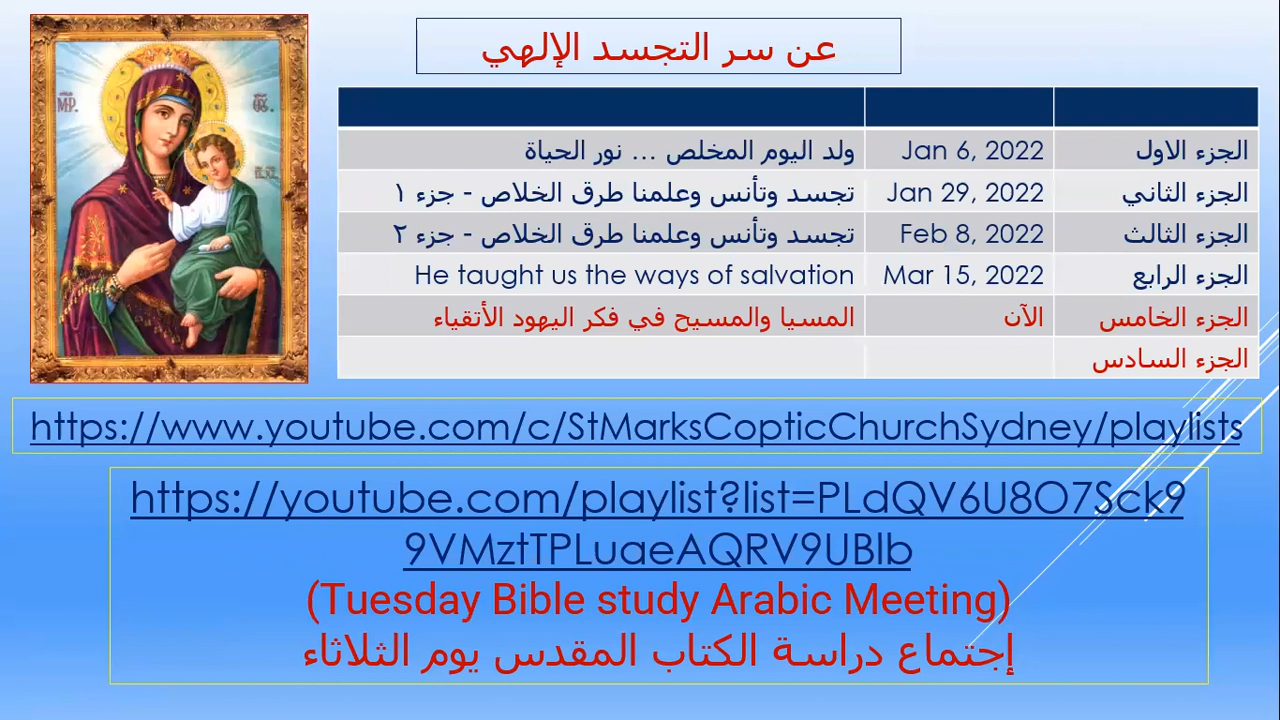 عن سر التجسد الإلهي
الجزء الاول Jan 6, 2022 ولد اليوم المخلص ... نور الحياة
الجزء الثاني Jan 29, 2022 تجسد وتأنس وعلمنا طرق الخلاص - جزء ١
الجزء الثالث Feb 8, 2022 تجسد وتأنس وعلمنا طرق الخلاص - جزء ٢
الجزء الرابع Mar 15, 2022 He taught us the ways of salvation
الجزء الخامس الآن المسيا والمسيح في فكر اليهود الأتقياء
الجزء السادس
https://www.youtube.com/c/StMarksCopticChurchSydney/playlists
https://youtube.com/playlist?list=PLdQV6U8O7Sck9
9VMztTPLuaeAQRV9UBlb
(Tuesday Bible study Arabic Meeting)
إجتماع دراسة الكتاب المقدس يوم الثلاثاء